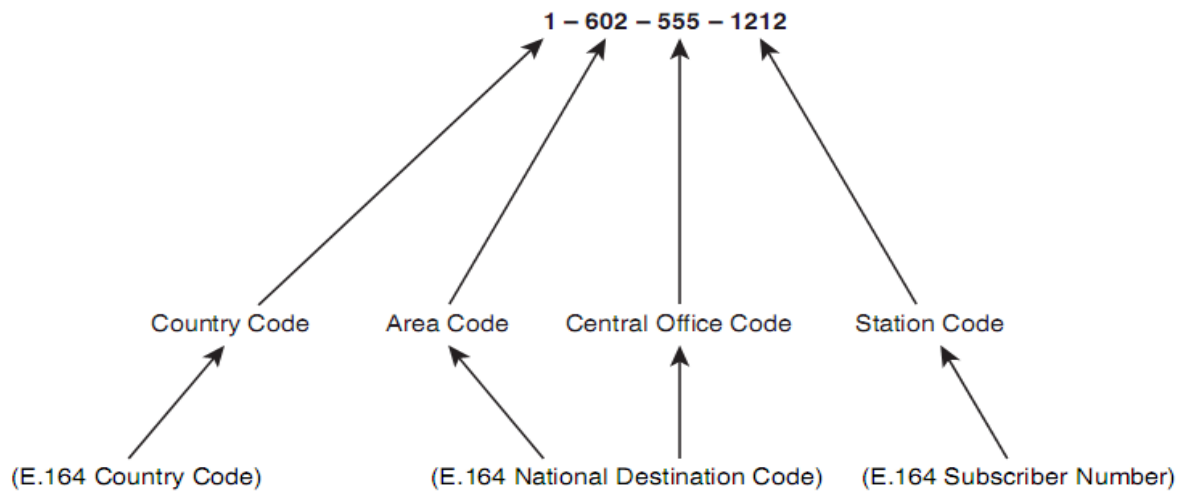 1 – 602 – 555 – 1212
Country Code Area Code Central Office Code Station Code
(E.164 Country Code) (E.164 National Destination Code) (E.164 Subscriber Number)